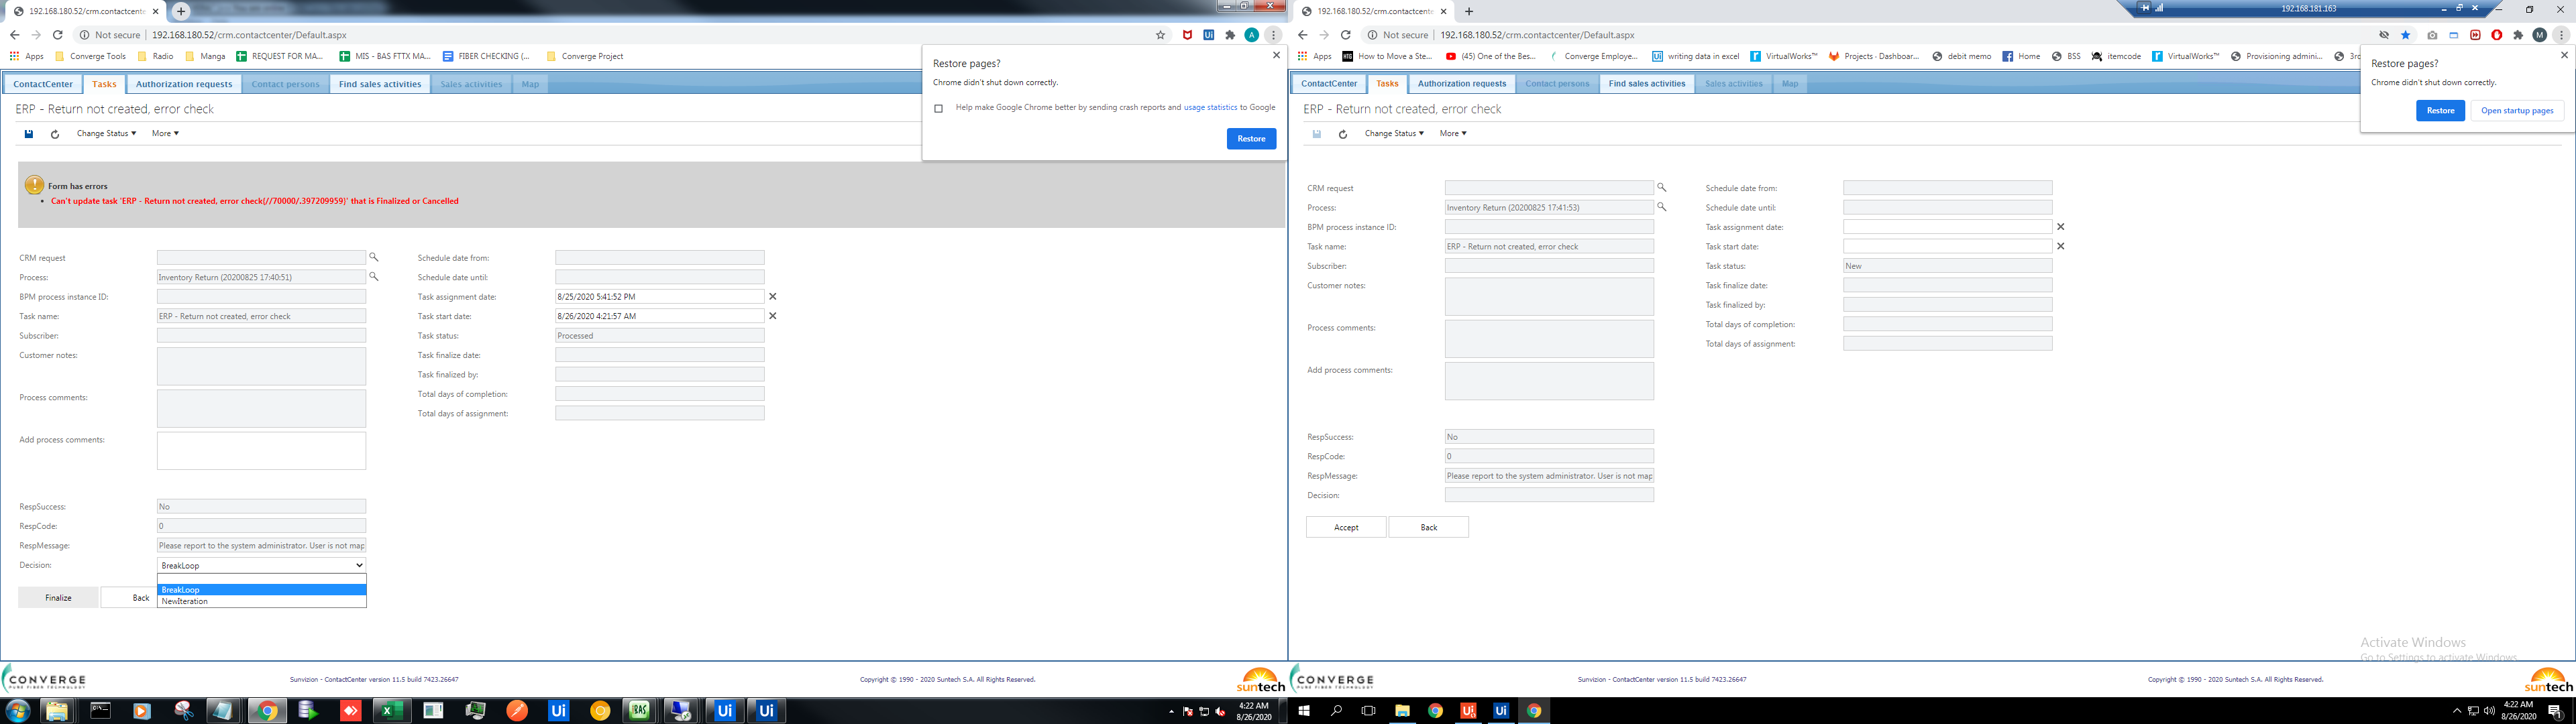 192.168.180.52/crm.contactcenter
Not secure | 192.168.180.52/crm.contactcenter/Default.aspx
Apps Converge Tools Radio Manga REQUEST FOR MA... MIS - BAS FTTX MA... FIBER CHECKING (... Converge Project
Restore pages?
Chrome didn't shut down correctly.
Help make Google Chrome better by sending crash reports and usage statistics to Google
Restore
ContactCenter Tasks Authorization requests Contact persons Find sales activities Sales activities Map
ERP - Return not created, error check
Change Status More
Form has errors
Can't update task 'ERP - Return not created, error check[//70000/.397209959]' that is Finalized or Cancelled
CRM request
Process: Inventory Return (20200825 17:40:51)
BPM process instance ID:
Task name: ERP - Return not created, error check
Subscriber:
Customer notes:
Process comments:
Add process comments:
Schedule date from:
Schedule date until:
Task assignment date: 8/25/2020 5:41:52 PM
Task start date: 8/26/2020 4:21:57 AM
Task status: Processed
Task finalize date:
Task finalized by:
Total days of completion:
Total days of assignment:
RespSuccess: No
RespCode: 0
RespMessage: Please report to the system administrator. User is not map
Decision: BreakLoop
BreakLoop
NewIteration
Finalize Back
CONVERGE
PURE FIBER TECHNOLOGY
Sunvizion - ContactCenter version 11.5 build 7423.26647
Copyright © 1990 - 2020 Suntech S.A. All Rights Reserved.
suntech
4:22 AM
8/26/2020
192.168.180.52/crm.contactcente
192.168.181.163
Not secure | 192.168.180.52/crm.contactcenter/Default.aspx
Apps How to Move a Ste... (45) One of the Bes... Converge Employe... writing data in excel VirtualWorks™ Projects - Dashboar... debit memo Home BSS itemcode VirtualWorks™ Provisioning admini... 3rd
Restore pages?
Chrome didn't shut down correctly.
Restore Open startup pages
ContactCenter Tasks Authorization requests Contact persons Find sales activities Sales activities Map
ERP - Return not created, error check
Change Status More
CRM request
Process: Inventory Return (20200825 17:41:53)
BPM process instance ID:
Task name: ERP - Return not created, error check
Subscriber:
Customer notes:
Process comments:
Add process comments:
Schedule date from:
Schedule date until:
Task assignment date:
Task start date:
Task status: New
Task finalize date:
Task finalized by:
Total days of completion:
Total days of assignment:
RespSuccess: No
RespCode: 0
RespMessage: Please report to the system administrator. User is not map
Decision:
Accept Back
Activate Windows
Go to Settings to activate Windows.
CONVERGE
PURE FIBER TECHNOLOGY
Sunvizion - ContactCenter version 11.5 build 7423.26647
Copyright © 1990 - 2020 Suntech S.A. All Rights Reserved.
suntech
4:22 AM
8/26/2020